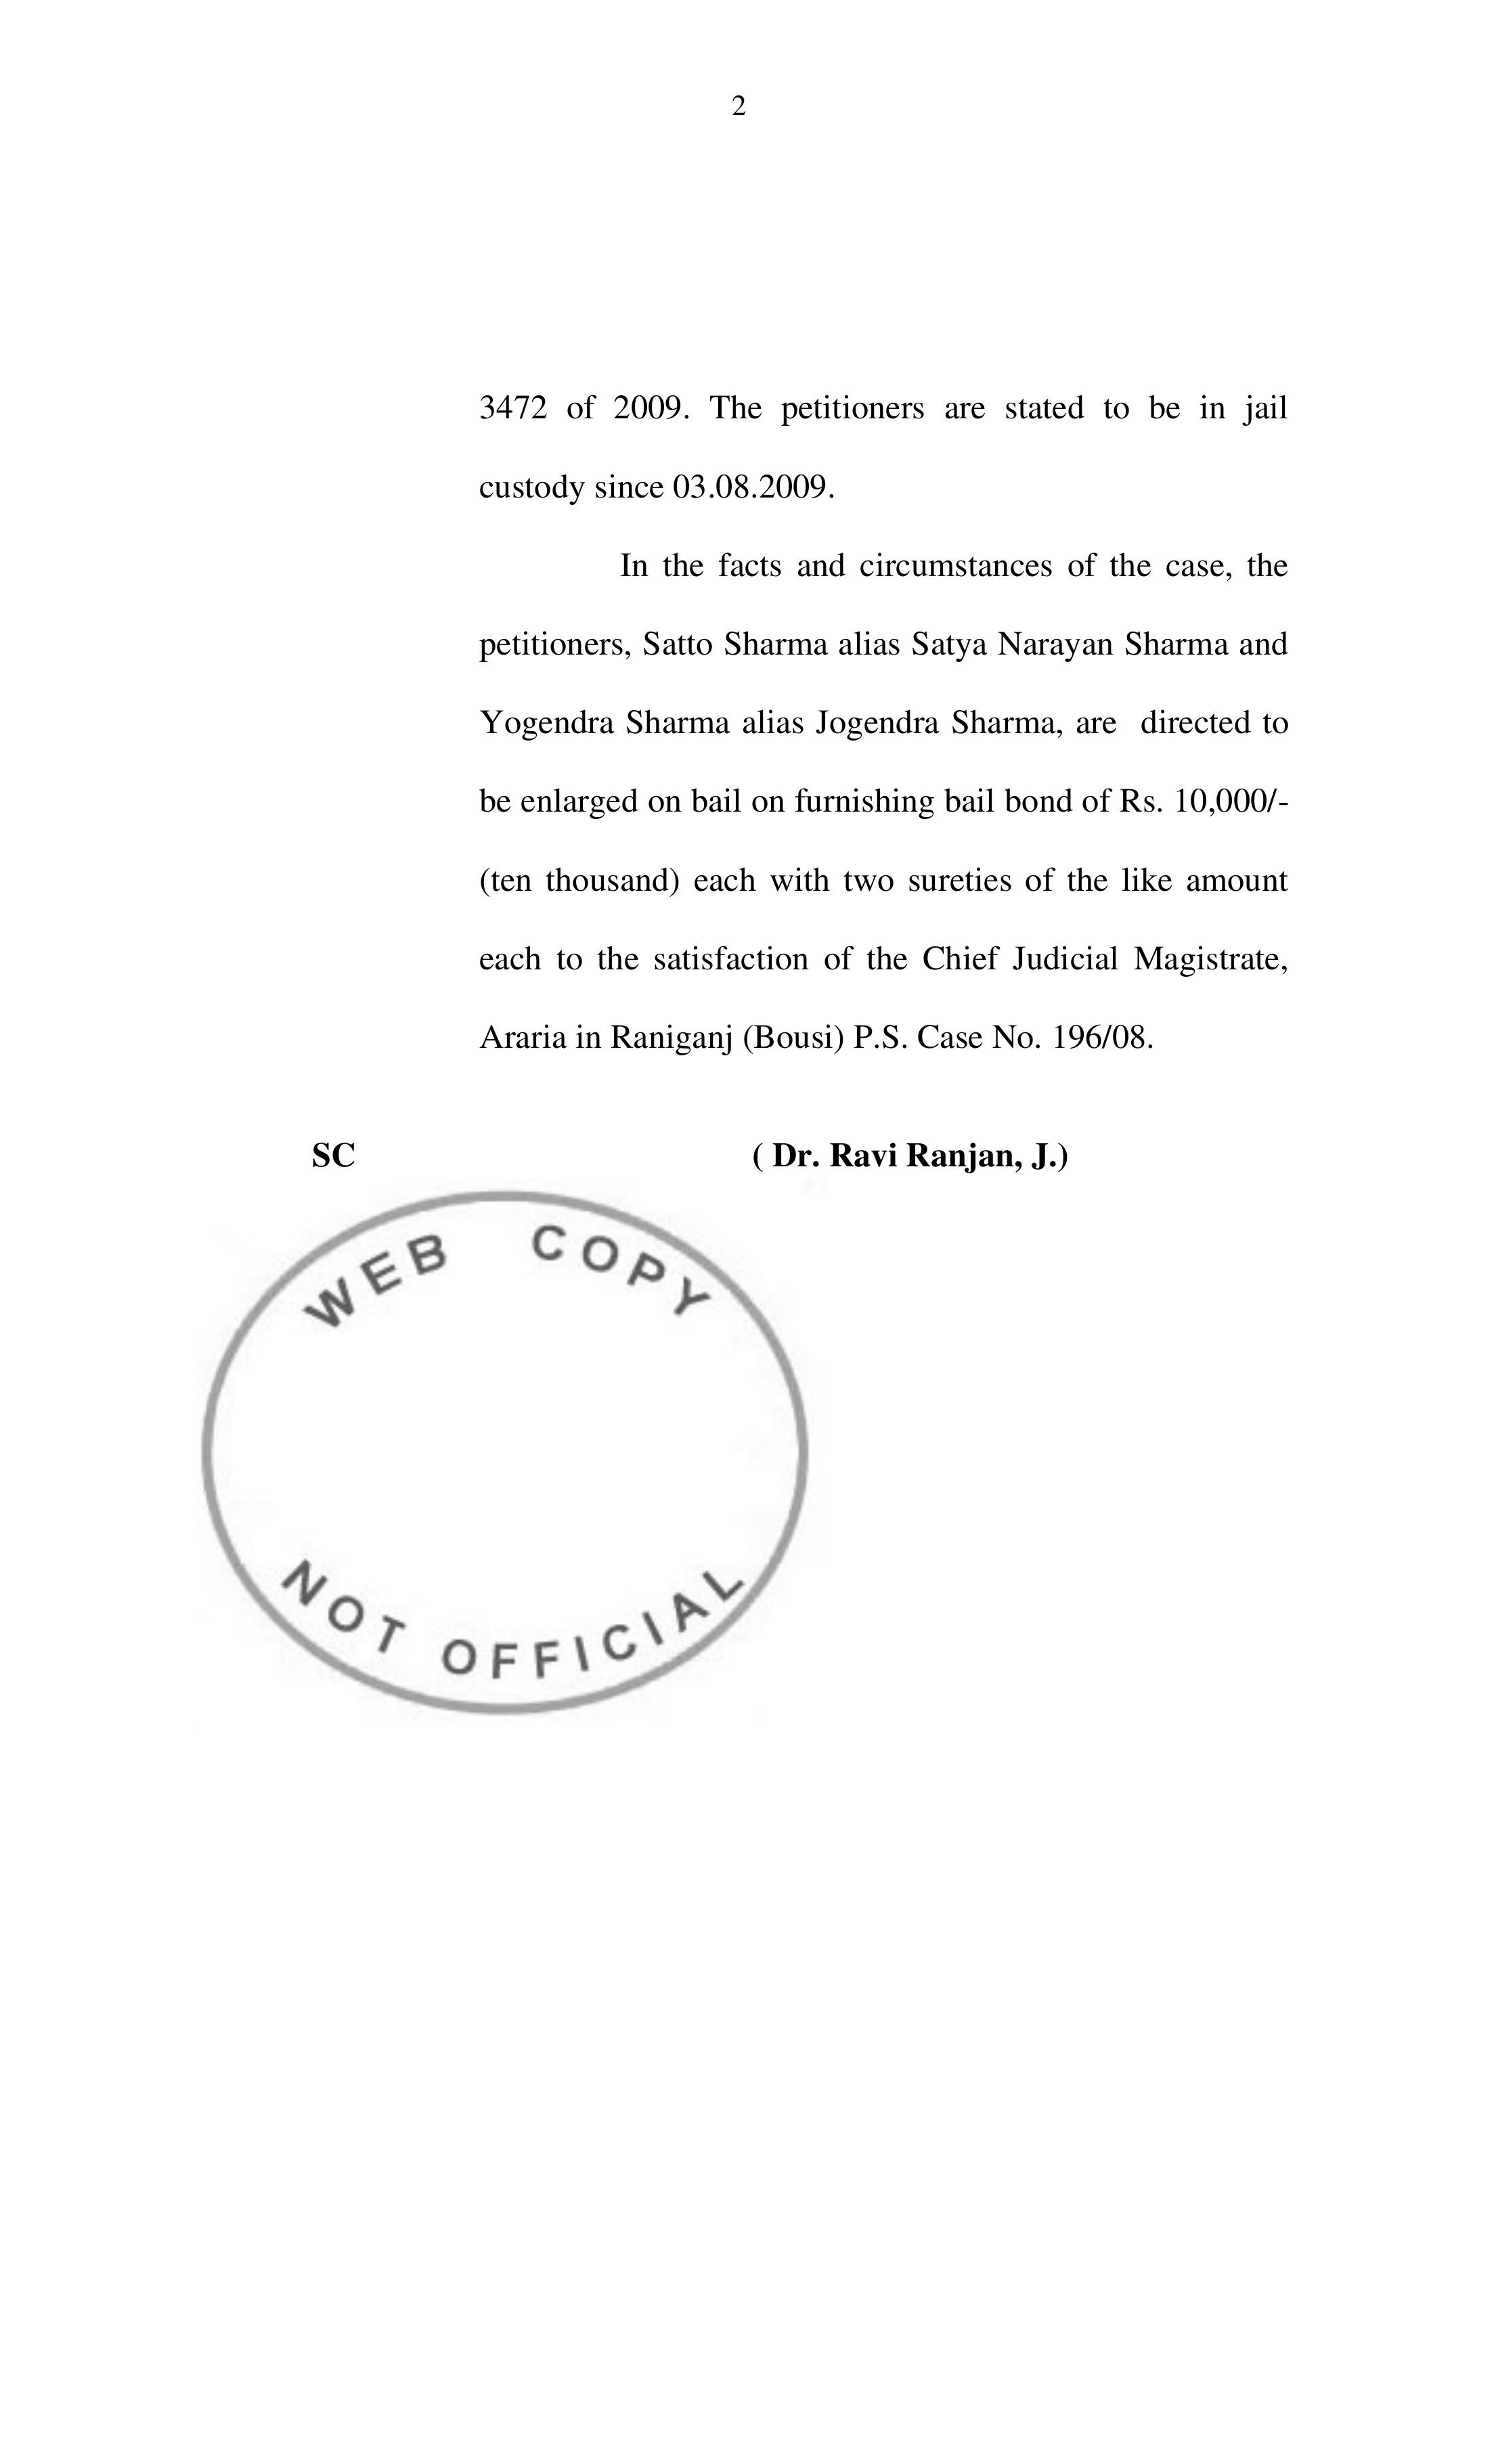 2
3472 of 2009. The petitioners are stated to be in jail
custody since 03.08.2009.
In the facts and circumstances of the case, the
petitioners, Satto Sharma alias Satya Narayan Sharma and
Yogendra Sharma alias Jogendra Sharma, are directed to
be enlarged on bail on furnishing bail bond of Rs. 10,000/-
(ten thousand) each with two sureties of the like amount
each to the satisfaction of the Chief Judicial Magistrate,
Araria in Raniganj (Bousi) P.S. Case No. 196/08.
SC ( Dr. Ravi Ranjan, J.)
WEB COPY
NOT OFFICIAL